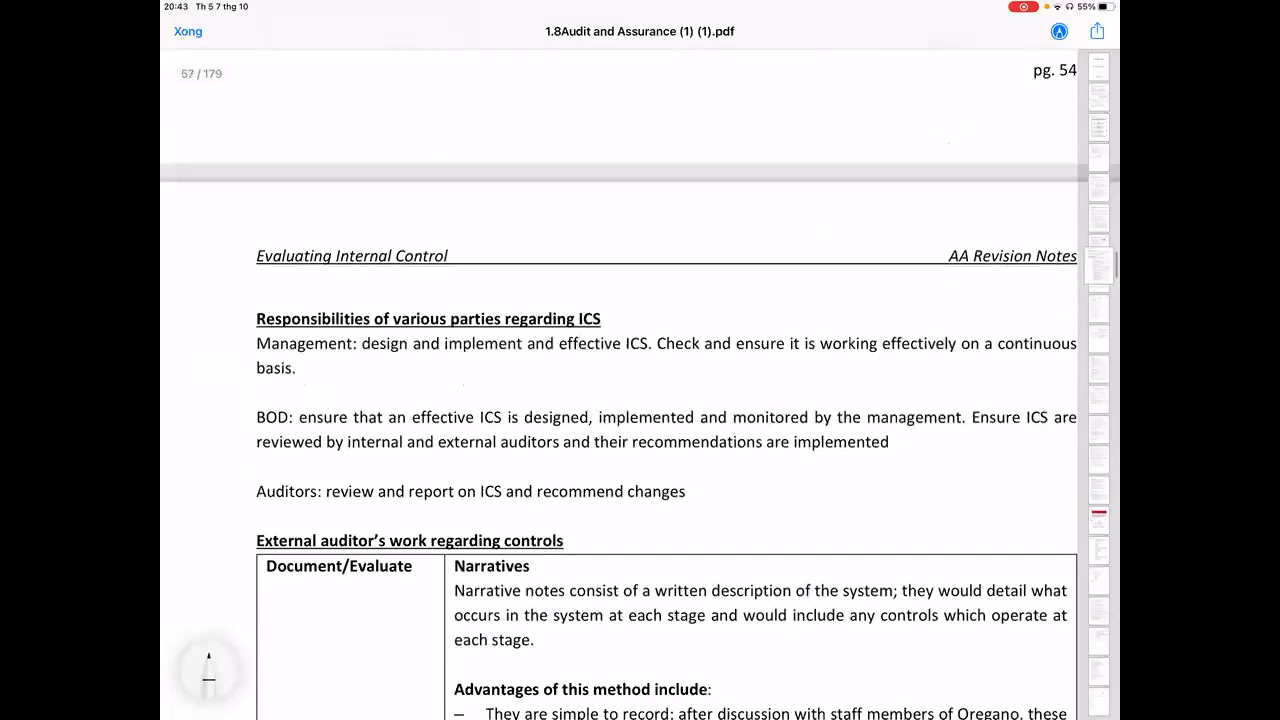 20:43 Th 5 7 thg 10
55%
Xong
1.8Audit and Assurance (1) (1).pdf
57 / 179
pg. 54
Evaluating Internal Control AA Revision Notes
Responsibilities of various parties regarding ICS
Management: design and implement and effective ICS. Check and ensure it is working effectively on a continuous
basis.
BOD: ensure that an effective ICS is designed, implemented and monitored by the management. Ensure ICS are
reviewed by internal and external auditors and their recommendations are implemented
Auditors: review and report on ICS and recommend changes
External auditor’s work regarding controls
Document/Evaluate
Narratives
Narrative notes consist of a written description of the system; they would detail what
occurs in the system at each stage and would include any controls which operate at
each stage.
Advantages of this method include:
– They are simple to record; after discussion with staff members of Oregano, these